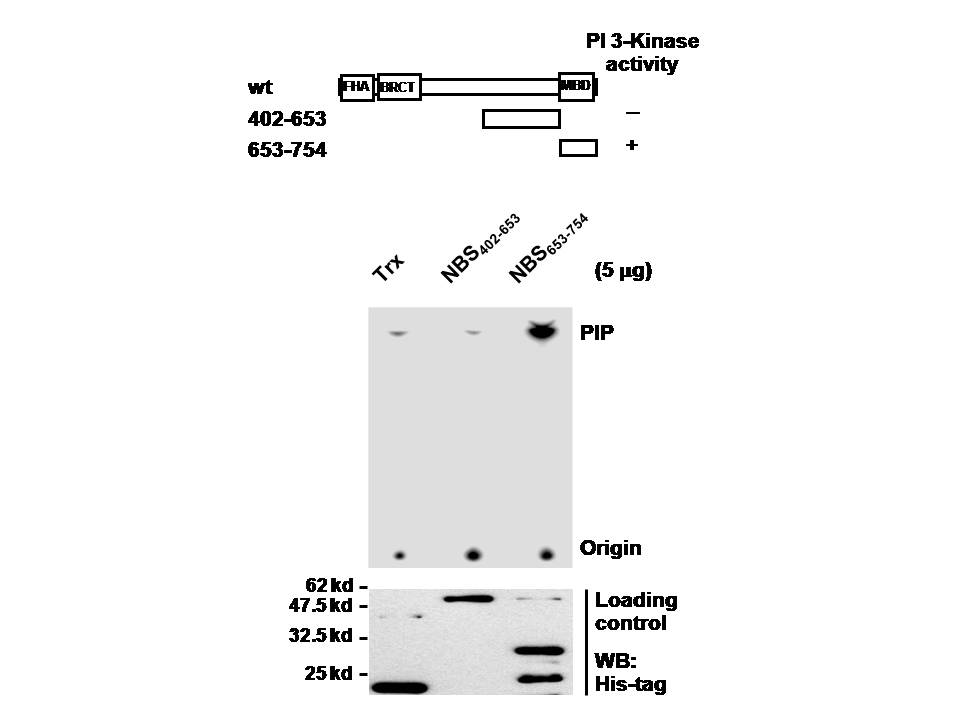 PI 3-Kinase
activity
wt FHA BRCT MBD
402-653 –
653-754 +
Trx NBS402-653 NBS653-754 (5 µg)
PIP
Origin
62 kd -
47.5 kd -
32.5 kd -
25 kd -
Loading
control
WB:
His-tag